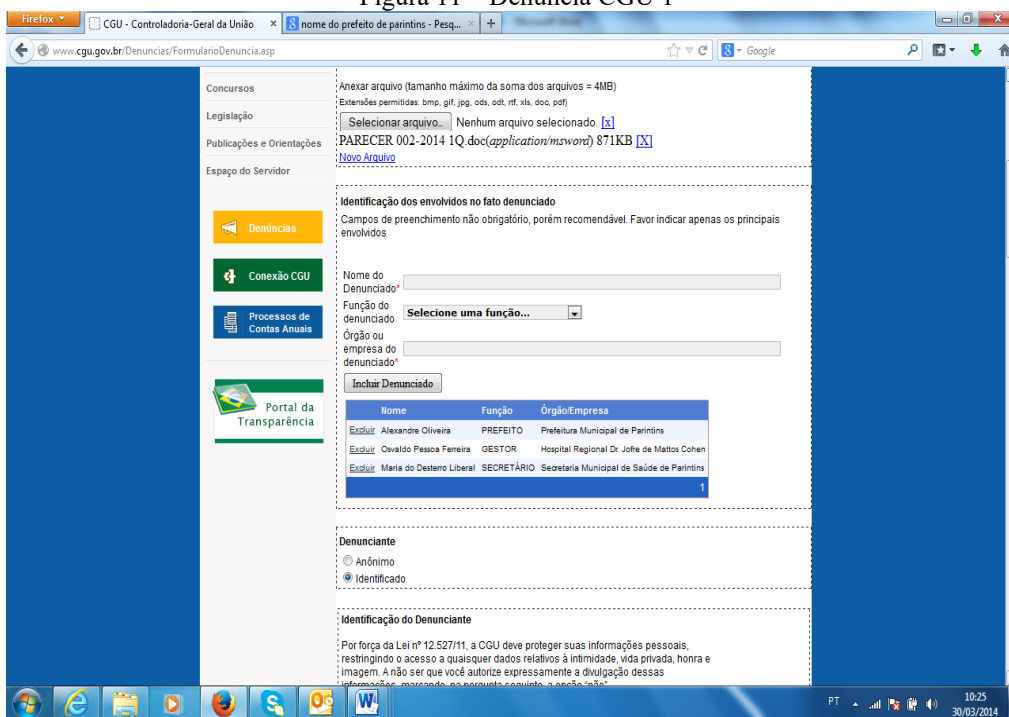 Figura 11 – Denúncia CGU 1
Firefox
CGU - Controladoria-Geral da União ×
nome do prefeito de parintins - Pesq... × +
www.cgu.gov.br/Denuncias/FormularioDenuncia.asp
Google
Concursos
Legislação
Publicações e Orientações
Espaço do Servidor
Denúncias
Conexão CGU
Processos de
Contas Anuais
Portal da
Transparência
Anexar arquivo (tamanho máximo da soma dos arquivos = 4MB)
Extensões permitidas: bmp, gif, jpg, ods, odt, rtf, xls, doc, pdf)
Selecionar arquivo... Nenhum arquivo selecionado. [x]
PARECER 002-2014 1Q.doc(application/msword) 871KB [X]
Novo Arquivo
Identificação dos envolvidos no fato denunciado
Campos de preenchimento não obrigatório, porém recomendável. Favor indicar apenas os principais
envolvidos
Nome do
Denunciado*
Função do
denunciado Selecione uma função...
Órgão ou
empresa do
denunciado*
Incluir Denunciado
Nome Função Órgão/Empresa
Excluir Alexandre Oliveira PREFEITO Prefeitura Municipal de Parintins
Excluir Osvaldo Pessoa Ferreira GESTOR Hospital Regional Dr. Jofre de Mattos Cohen
Excluir Maria do Desterro Liberal SECRETÁRIO Secretaria Municipal de Saúde de Parintins
1
Denunciante
Anônimo
Identificado
Identificação do Denunciante
Por força da Lei nº 12.527/11, a CGU deve proteger suas informações pessoais,
restringindo o acesso a quaisquer dados relativos à intimidade, vida privada, honra e
imagem. A não ser que você autorize expressamente a divulgação dessas
informações, marcando, na pergunta seguinte, a opção "não"
PT
10:25
30/03/2014